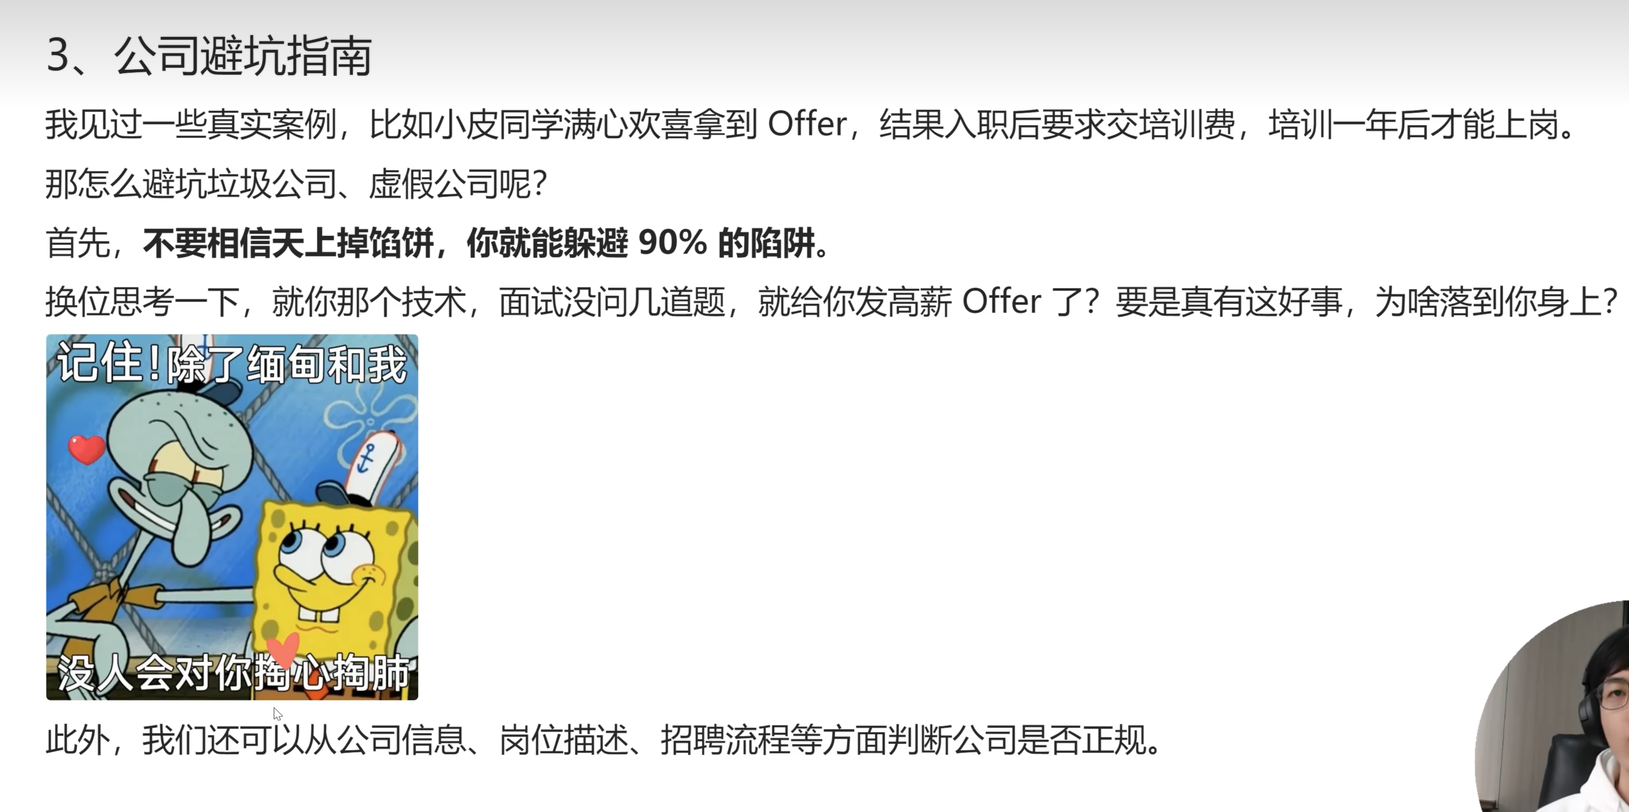 3、公司避坑指南
我见过一些真实案例，比如小皮同学满心欢喜拿到 Offer，结果入职后要求交培训费，培训一年后才能上岗。
那怎么避坑垃圾公司、虚假公司呢？
首先，不要相信天上掉馅饼，你就能躲避 90% 的陷阱。
换位思考一下，就你那个技术，面试没问几道题，就给你发高薪 Offer 了？要是真有这好事，为啥落到你身上？
记住！除了缅甸和我
没人会对你掏心掏肺
此外，我们还可以从公司信息、岗位描述、招聘流程等方面判断公司是否正规。